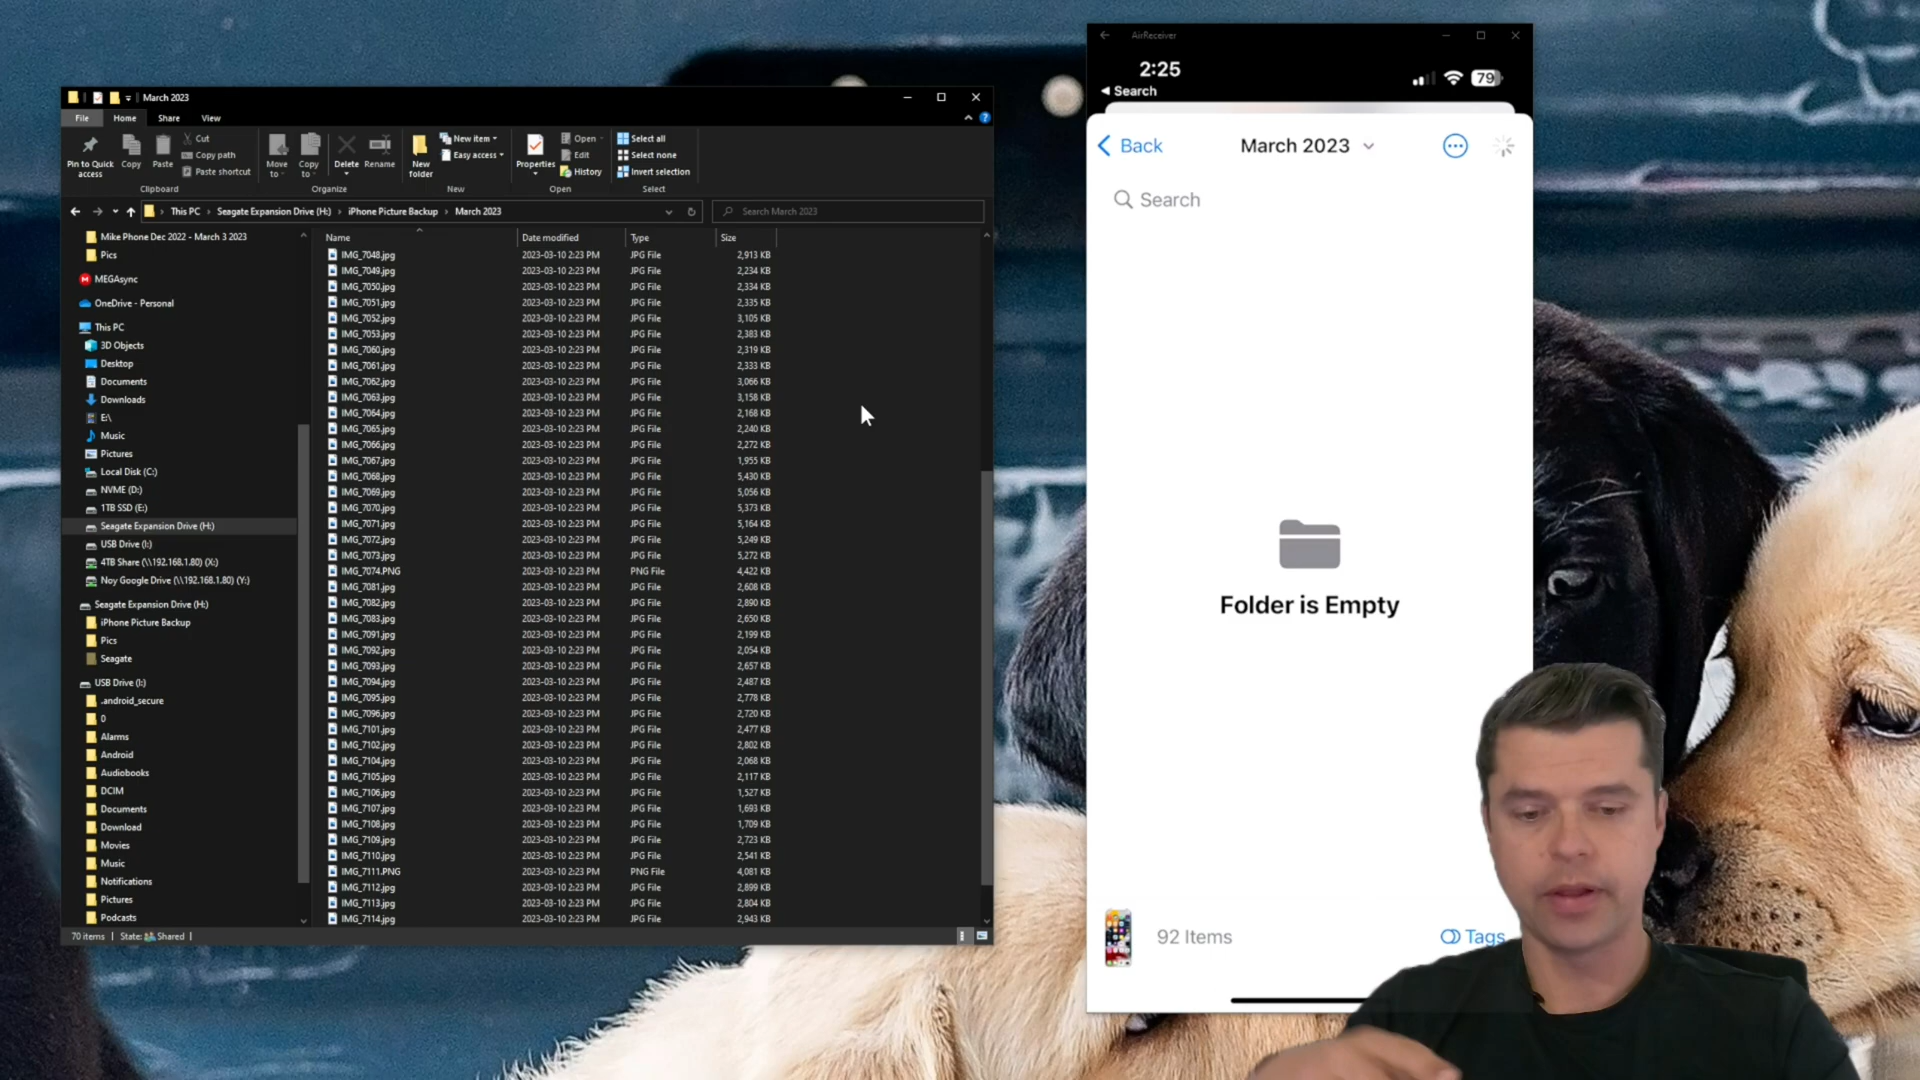 March 2023
File Home Share View
Pin to Quick access
Copy
Paste
Cut
Copy path
Paste shortcut
Clipboard
Move to
Copy to
Delete
Rename
Organize
New folder
New item
Easy access
New
Properties
Open
Edit
History
Open
Select all
Select none
Invert selection
Select
This PC › Seagate Expansion Drive (H:) › iPhone Picture Backup › March 2023
Search March 2023
Mike Phone Dec 2022 - March 3 2023
Pics
MEGAsync
OneDrive - Personal
This PC
3D Objects
Desktop
Documents
Downloads
E:\
Music
Pictures
Local Disk (C:)
NVME (D:)
1TB SSD (E:)
Seagate Expansion Drive (H:)
USB Drive (I:)
4TB Share (\\192.168.1.80) (X:)
Noy Google Drive (\\192.168.1.80) (Y:)
Seagate Expansion Drive (H:)
iPhone Picture Backup
Pics
Seagate
USB Drive (I:)
.android_secure
0
Alarms
Android
Audiobooks
DCIM
Documents
Download
Movies
Music
Notifications
Pictures
Podcasts
Name Date modified Type Size
IMG_7048.jpg 2023-03-10 2:23 PM JPG File 2,913 KB
IMG_7049.jpg 2023-03-10 2:23 PM JPG File 2,234 KB
IMG_7050.jpg 2023-03-10 2:23 PM JPG File 2,334 KB
IMG_7051.jpg 2023-03-10 2:23 PM JPG File 2,335 KB
IMG_7052.jpg 2023-03-10 2:23 PM JPG File 3,105 KB
IMG_7053.jpg 2023-03-10 2:23 PM JPG File 2,383 KB
IMG_7060.jpg 2023-03-10 2:23 PM JPG File 2,319 KB
IMG_7061.jpg 2023-03-10 2:23 PM JPG File 2,333 KB
IMG_7062.jpg 2023-03-10 2:23 PM JPG File 3,066 KB
IMG_7063.jpg 2023-03-10 2:23 PM JPG File 3,158 KB
IMG_7064.jpg 2023-03-10 2:23 PM JPG File 2,168 KB
IMG_7065.jpg 2023-03-10 2:23 PM JPG File 2,240 KB
IMG_7066.jpg 2023-03-10 2:23 PM JPG File 2,272 KB
IMG_7067.jpg 2023-03-10 2:23 PM JPG File 1,955 KB
IMG_7068.jpg 2023-03-10 2:23 PM JPG File 5,430 KB
IMG_7069.jpg 2023-03-10 2:23 PM JPG File 5,056 KB
IMG_7070.jpg 2023-03-10 2:23 PM JPG File 5,373 KB
IMG_7071.jpg 2023-03-10 2:23 PM JPG File 5,164 KB
IMG_7072.jpg 2023-03-10 2:23 PM JPG File 5,249 KB
IMG_7073.jpg 2023-03-10 2:23 PM JPG File 5,272 KB
IMG_7074.PNG 2023-03-10 2:23 PM PNG File 4,422 KB
IMG_7081.jpg 2023-03-10 2:23 PM JPG File 2,608 KB
IMG_7082.jpg 2023-03-10 2:23 PM JPG File 2,890 KB
IMG_7083.jpg 2023-03-10 2:23 PM JPG File 2,650 KB
IMG_7091.jpg 2023-03-10 2:23 PM JPG File 2,199 KB
IMG_7092.jpg 2023-03-10 2:23 PM JPG File 2,054 KB
IMG_7093.jpg 2023-03-10 2:23 PM JPG File 2,657 KB
IMG_7094.jpg 2023-03-10 2:23 PM JPG File 2,487 KB
IMG_7095.jpg 2023-03-10 2:23 PM JPG File 2,778 KB
IMG_7096.jpg 2023-03-10 2:23 PM JPG File 2,720 KB
IMG_7101.jpg 2023-03-10 2:23 PM JPG File 2,477 KB
IMG_7102.jpg 2023-03-10 2:23 PM JPG File 2,802 KB
IMG_7104.jpg 2023-03-10 2:23 PM JPG File 2,068 KB
IMG_7105.jpg 2023-03-10 2:23 PM JPG File 2,117 KB
IMG_7106.jpg 2023-03-10 2:23 PM JPG File 1,527 KB
IMG_7107.jpg 2023-03-10 2:23 PM JPG File 1,693 KB
IMG_7108.jpg 2023-03-10 2:23 PM JPG File 1,709 KB
IMG_7109.jpg 2023-03-10 2:23 PM JPG File 2,723 KB
IMG_7110.jpg 2023-03-10 2:23 PM JPG File 2,541 KB
IMG_7111.PNG 2023-03-10 2:23 PM PNG File 4,081 KB
IMG_7112.jpg 2023-03-10 2:23 PM JPG File 2,899 KB
IMG_7113.jpg 2023-03-10 2:23 PM JPG File 2,804 KB
IMG_7114.jpg 2023-03-10 2:23 PM JPG File 2,943 KB
70 items State: Shared
AirReceiver
2:25
79
Search
Back
March 2023
Search
Folder is Empty
92 Items
Tags